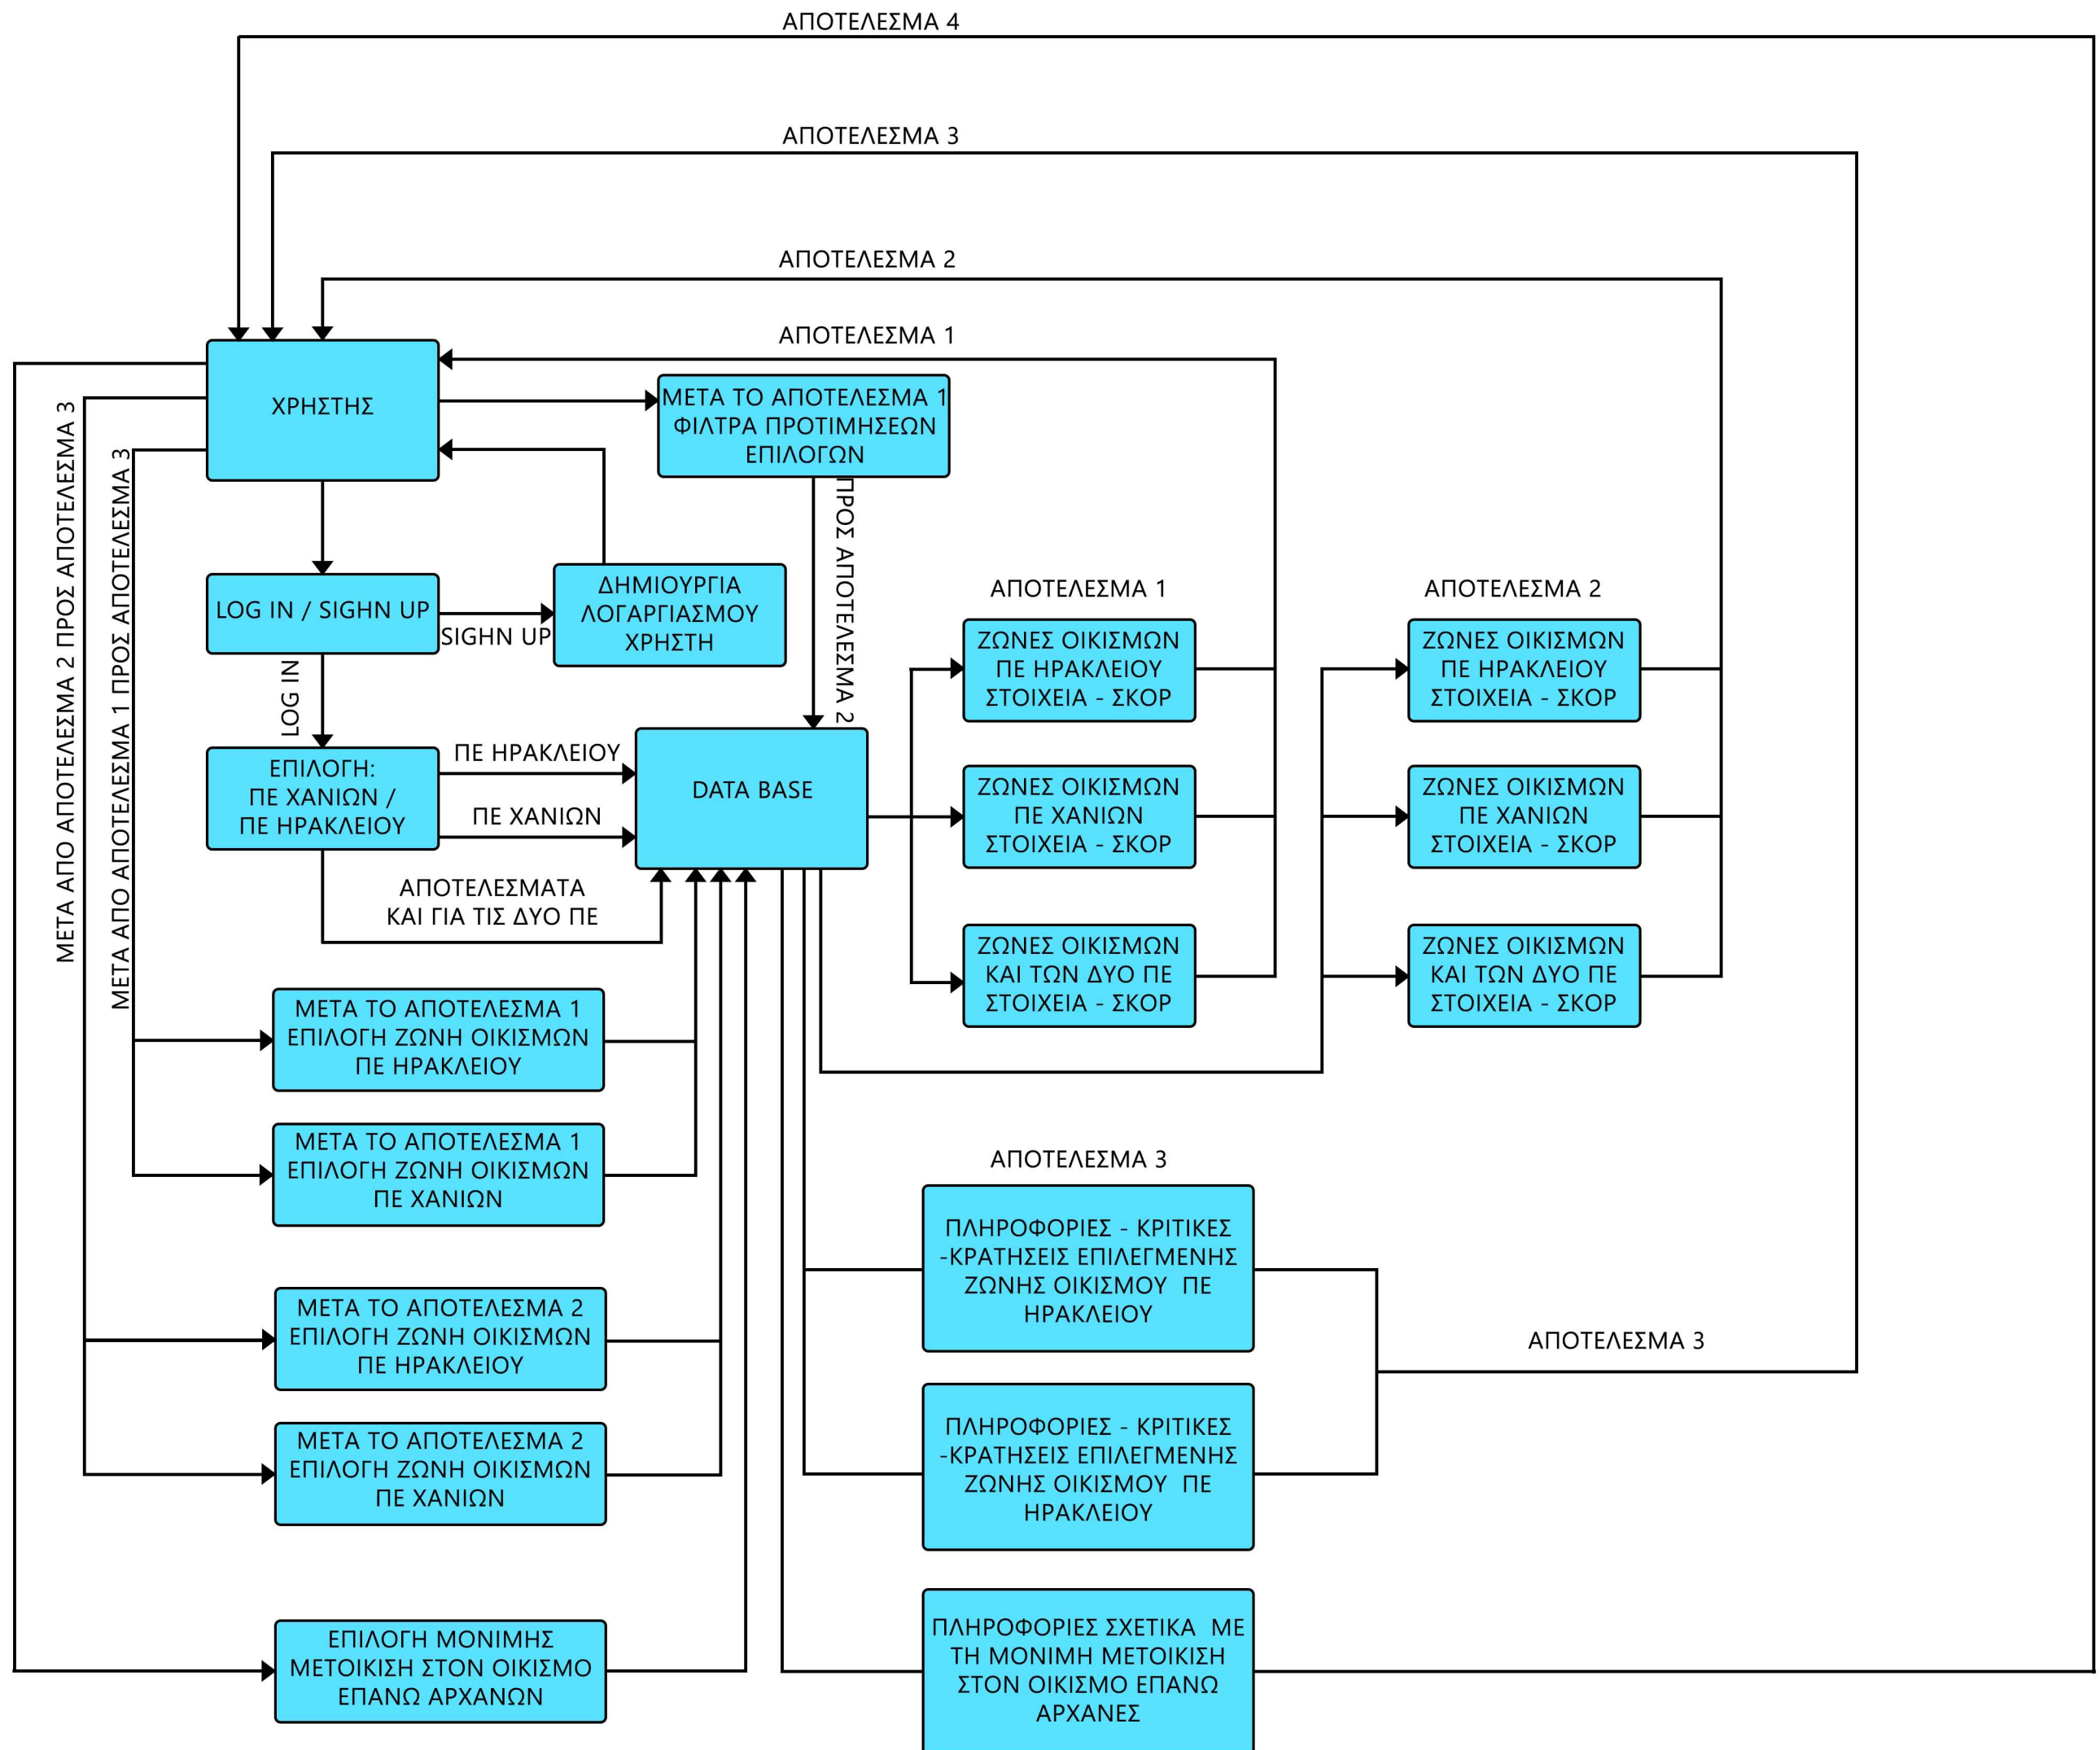 ΑΠΟΤΕΛΕΣΜΑ 4
ΑΠΟΤΕΛΕΣΜΑ 3
ΑΠΟΤΕΛΕΣΜΑ 2
ΑΠΟΤΕΛΕΣΜΑ 1
ΧΡΗΣΤΗΣ
ΜΕΤΑ ΤΟ ΑΠΟΤΕΛΕΣΜΑ 1
ΦΙΛΤΡΑ ΠΡΟΤΙΜΗΣΕΩΝ
ΕΠΙΛΟΓΩΝ
ΜΕΤΑ ΑΠΟ ΑΠΟΤΕΛΕΣΜΑ 2 ΠΡΟΣ ΑΠΟΤΕΛΕΣΜΑ 3
ΜΕΤΑ ΑΠΟ ΑΠΟΤΕΛΕΣΜΑ 1 ΠΡΟΣ ΑΠΟΤΕΛΕΣΜΑ 3
ΠΡΟΣ ΑΠΟΤΕΛΕΣΜΑ 2
LOG IN / SIGHN UP
SIGHN UP
ΔΗΜΙΟΥΡΓΙΑ
ΛΟΓΑΡΓΙΑΣΜΟΥ
ΧΡΗΣΤΗ
LOG IN
ΕΠΙΛΟΓΗ:
ΠΕ ΧΑΝΙΩΝ /
ΠΕ ΗΡΑΚΛΕΙΟΥ
ΠΕ ΗΡΑΚΛΕΙΟΥ
ΠΕ ΧΑΝΙΩΝ
DATA BASE
ΑΠΟΤΕΛΕΣΜΑΤΑ
ΚΑΙ ΓΙΑ ΤΙΣ ΔΥΟ ΠΕ
ΑΠΟΤΕΛΕΣΜΑ 1
ΖΩΝΕΣ ΟΙΚΙΣΜΩΝ
ΠΕ ΗΡΑΚΛΕΙΟΥ
ΣΤΟΙΧΕΙΑ - ΣΚΟΡ
ΖΩΝΕΣ ΟΙΚΙΣΜΩΝ
ΠΕ ΧΑΝΙΩΝ
ΣΤΟΙΧΕΙΑ - ΣΚΟΡ
ΖΩΝΕΣ ΟΙΚΙΣΜΩΝ
ΚΑΙ ΤΩΝ ΔΥΟ ΠΕ
ΣΤΟΙΧΕΙΑ - ΣΚΟΡ
ΑΠΟΤΕΛΕΣΜΑ 2
ΖΩΝΕΣ ΟΙΚΙΣΜΩΝ
ΠΕ ΗΡΑΚΛΕΙΟΥ
ΣΤΟΙΧΕΙΑ - ΣΚΟΡ
ΖΩΝΕΣ ΟΙΚΙΣΜΩΝ
ΠΕ ΧΑΝΙΩΝ
ΣΤΟΙΧΕΙΑ - ΣΚΟΡ
ΖΩΝΕΣ ΟΙΚΙΣΜΩΝ
ΚΑΙ ΤΩΝ ΔΥΟ ΠΕ
ΣΤΟΙΧΕΙΑ - ΣΚΟΡ
ΜΕΤΑ ΤΟ ΑΠΟΤΕΛΕΣΜΑ 1
ΕΠΙΛΟΓΗ ΖΩΝΗ ΟΙΚΙΣΜΩΝ
ΠΕ ΗΡΑΚΛΕΙΟΥ
ΜΕΤΑ ΤΟ ΑΠΟΤΕΛΕΣΜΑ 1
ΕΠΙΛΟΓΗ ΖΩΝΗ ΟΙΚΙΣΜΩΝ
ΠΕ ΧΑΝΙΩΝ
ΜΕΤΑ ΤΟ ΑΠΟΤΕΛΕΣΜΑ 2
ΕΠΙΛΟΓΗ ΖΩΝΗ ΟΙΚΙΣΜΩΝ
ΠΕ ΗΡΑΚΛΕΙΟΥ
ΜΕΤΑ ΤΟ ΑΠΟΤΕΛΕΣΜΑ 2
ΕΠΙΛΟΓΗ ΖΩΝΗ ΟΙΚΙΣΜΩΝ
ΠΕ ΧΑΝΙΩΝ
ΕΠΙΛΟΓΗ ΜΟΝΙΜΗΣ
ΜΕΤΟΙΚΙΣΗ ΣΤΟΝ ΟΙΚΙΣΜΟ
ΕΠΑΝΩ ΑΡΧΑΝΩΝ
ΑΠΟΤΕΛΕΣΜΑ 3
ΠΛΗΡΟΦΟΡΙΕΣ - ΚΡΙΤΙΚΕΣ
-ΚΡΑΤΗΣΕΙΣ ΕΠΙΛΕΓΜΕΝΗΣ
ΖΩΝΗΣ ΟΙΚΙΣΜΟΥ ΠΕ
ΗΡΑΚΛΕΙΟΥ
ΑΠΟΤΕΛΕΣΜΑ 3
ΠΛΗΡΟΦΟΡΙΕΣ - ΚΡΙΤΙΚΕΣ
-ΚΡΑΤΗΣΕΙΣ ΕΠΙΛΕΓΜΕΝΗΣ
ΖΩΝΗΣ ΟΙΚΙΣΜΟΥ ΠΕ
ΗΡΑΚΛΕΙΟΥ
ΠΛΗΡΟΦΟΡΙΕΣ ΣΧΕΤΙΚΑ ΜΕ
ΤΗ ΜΟΝΙΜΗ ΜΕΤΟΙΚΙΣΗ
ΣΤΟΝ ΟΙΚΙΣΜΟ ΕΠΑΝΩ
ΑΡΧΑΝΕΣ